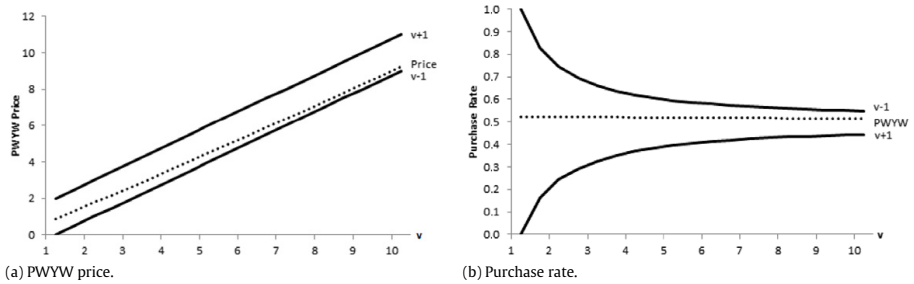 12
10
8
6
4
2
0
PWYW Price
1 2 3 4 5 6 7 8 9 10
v
v+1
Price
v-1
(a) PWYW price.
1.0
0.9
0.8
0.7
0.6
0.5
0.4
0.3
0.2
0.1
0.0
Purchase Rate
1 2 3 4 5 6 7 8 9 10
v
v-1
PWYW
v+1
(b) Purchase rate.